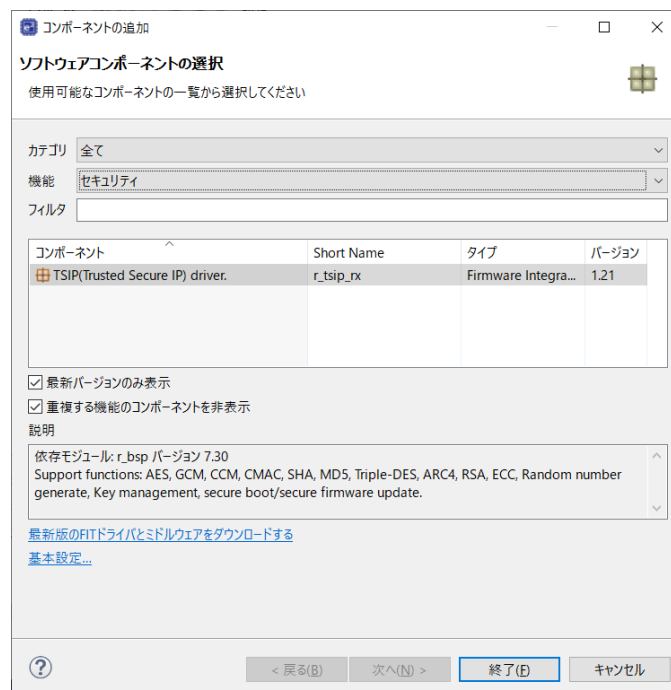 コンポーネントの追加
ソフトウェアコンポーネントの選択
使用可能なコンポーネントの一覧から選択してください
カテゴリ 全て
機能 セキュリティ
フィルタ
コンポーネント Short Name タイプ バージョン
TSIP(Trusted Secure IP) driver. r_tsip_rx Firmware Integra... 1.21
最新バージョンのみ表示
重複する機能のコンポーネントを非表示
説明
依存モジュール: r_bsp バージョン 7.30
Support functions: AES, GCM, CCM, CMAC, SHA, MD5, Triple-DES, ARC4, RSA, ECC, Random number
generate, Key management, secure boot/secure firmware update.
最新版のFITドライバとミドルウェアをダウンロードする
基本設定...
< 戻る(B) 次へ(N) > 終了(F) キャンセル